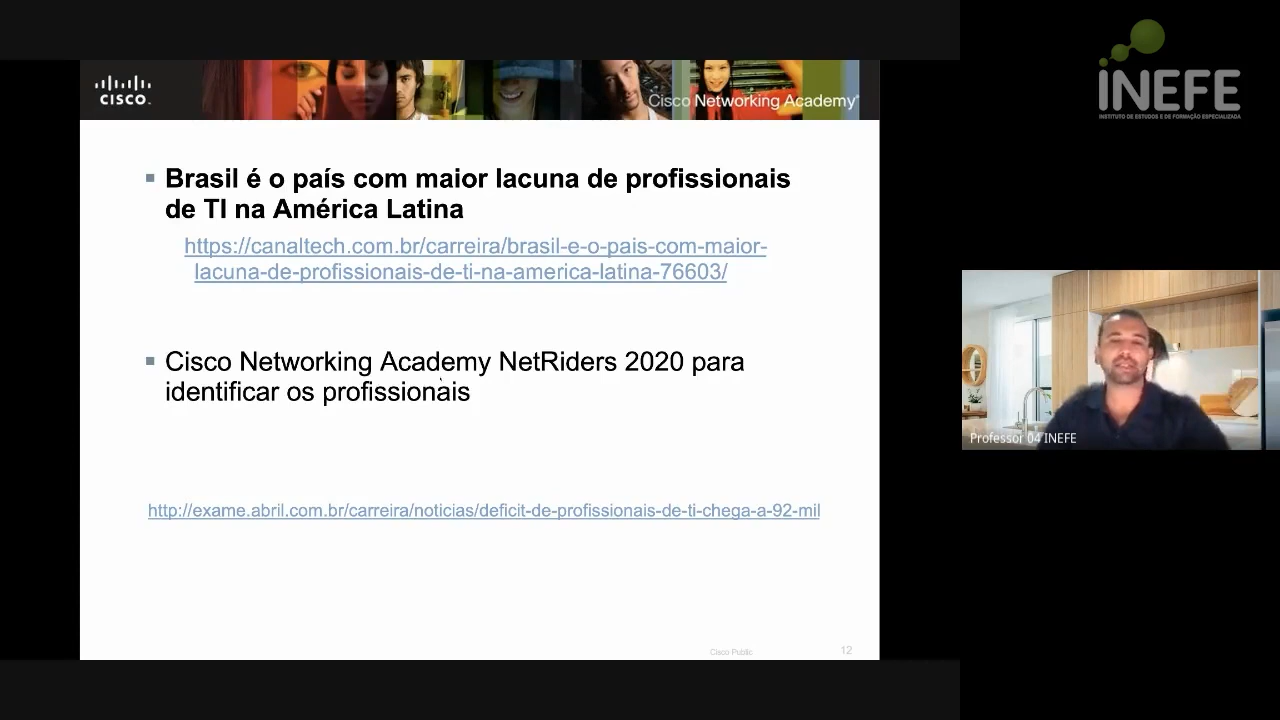 CISCO
Cisco Networking Academy®
INEFE
INSTITUTO DE ESTUDOS E DE FORMAÇÃO ESPECIALIZADA
Brasil é o país com maior lacuna de profissionais
de TI na América Latina
https://canaltech.com.br/carreira/brasil-e-o-pais-com-maior-
lacuna-de-profissionais-de-ti-na-america-latina-76603/
Cisco Networking Academy NetRiders 2020 para
identificar os profissionais
Professor 04 INEFE
http://exame.abril.com.br/carreira/noticias/deficit-de-profissionais-de-ti-chega-a-92-mil
Cisco Public
12